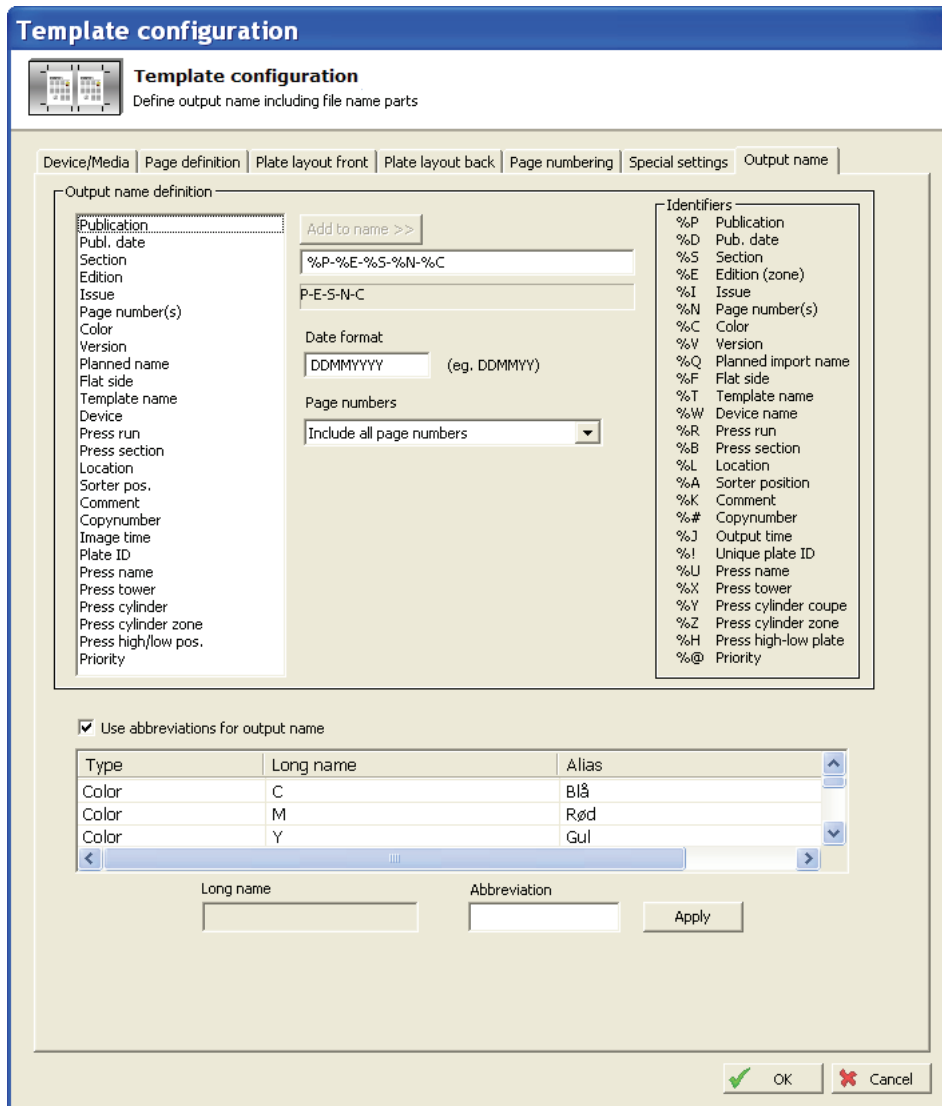 Template configuration
Template configuration
Define output name including file name parts
Device/Media
Page definition
Plate layout front
Plate layout back
Page numbering
Special settings
Output name
Output name definition
Publication
Publ. date
Section
Edition
Issue
Page number(s)
Color
Version
Planned name
Flat side
Template name
Device
Press run
Press section
Location
Sorter pos.
Comment
Copynumber
Image time
Plate ID
Press name
Press tower
Press cylinder
Press cylinder zone
Press high/low pos.
Priority
Add to name >>
%P-%E-%S-%N-%C
P-E-S-N-C
Date format
DDMMYYYY (eg. DDMMYY)
Page numbers
Include all page numbers
Identifiers
%P Publication
%D Pub. date
%S Section
%E Edition (zone)
%I Issue
%N Page number(s)
%C Color
%V Version
%Q Planned import name
%F Flat side
%T Template name
%W Device name
%R Press run
%B Press section
%L Location
%A Sorter position
%K Comment
%# Copynumber
%J Output time
%! Unique plate ID
%U Press name
%X Press tower
%Y Press cylinder coupe
%Z Press cylinder zone
%H Press high-low plate
%@ Priority
Use abbreviations for output name
Type Long name Alias
Color C Blå
Color M Rød
Color Y Gul
Long name Abbreviation
Apply
OK Cancel